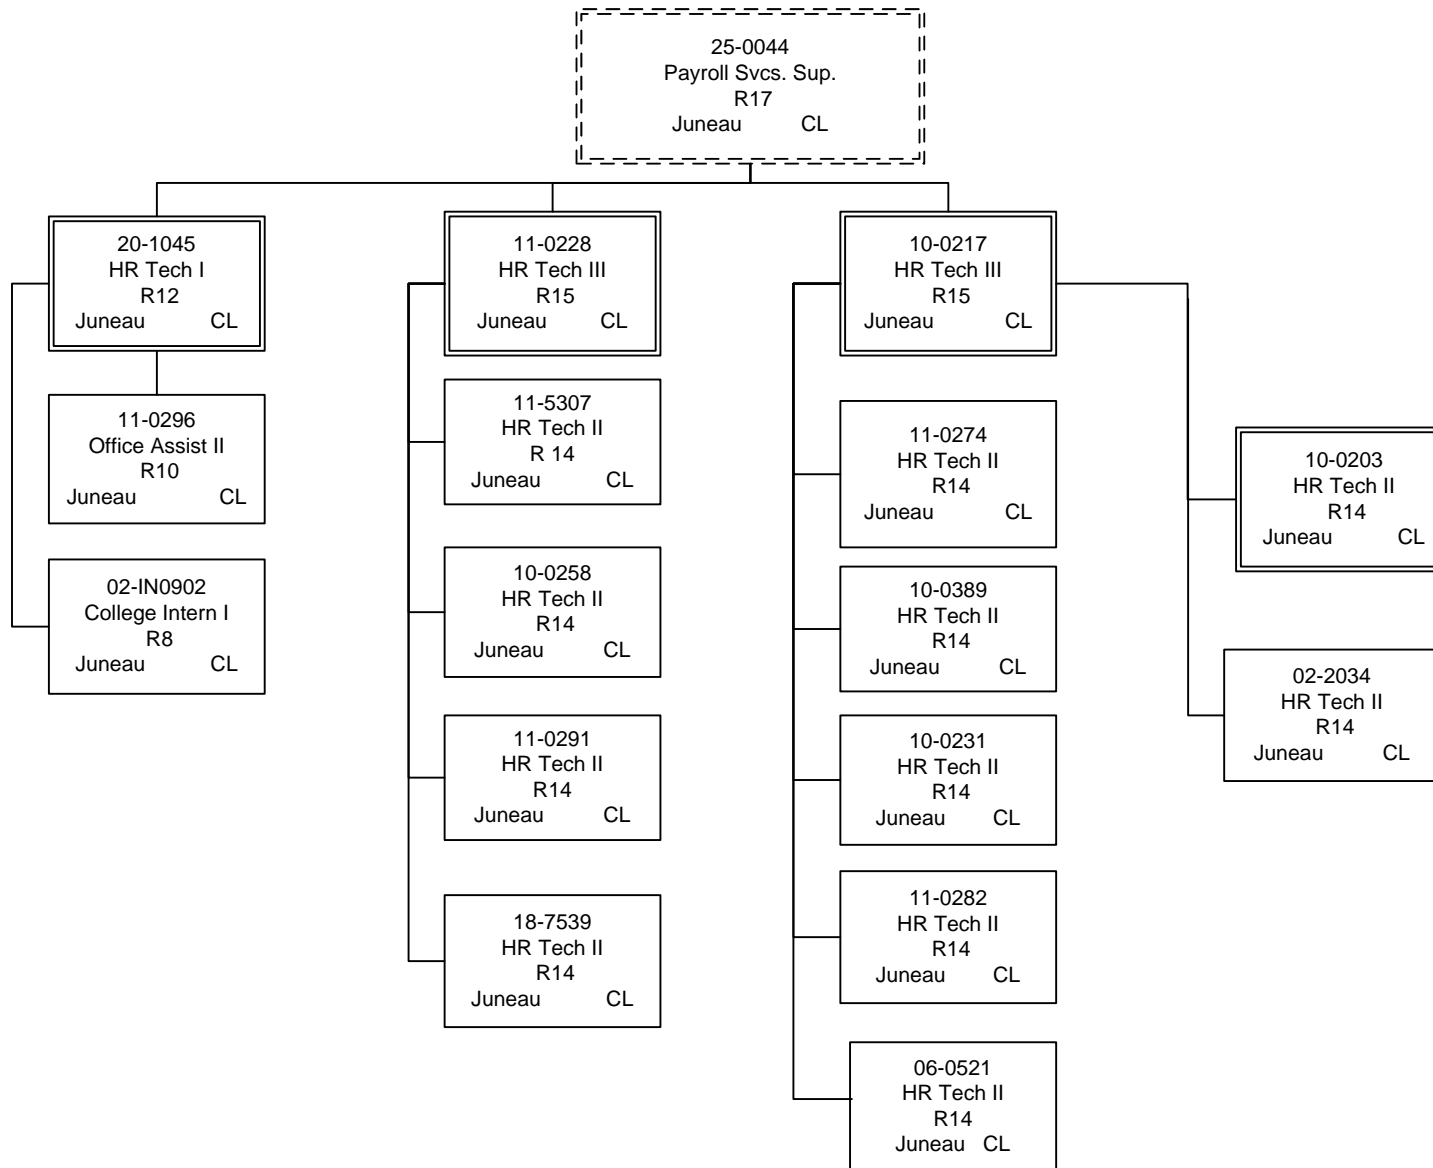 25-0044
Payroll Svcs. Sup.
R17
Juneau CL
20-1045
HR Tech I
R12
Juneau CL
11-0296
Office Assist II
R10
Juneau CL
02-IN0902
College Intern I
R8
Juneau CL
11-0228
HR Tech III
R15
Juneau CL
11-5307
HR Tech II
R 14
Juneau CL
10-0258
HR Tech II
R14
Juneau CL
11-0291
HR Tech II
R14
Juneau CL
18-7539
HR Tech II
R14
Juneau CL
10-0217
HR Tech III
R15
Juneau CL
11-0274
HR Tech II
R14
Juneau CL
10-0389
HR Tech II
R14
Juneau CL
10-0231
HR Tech II
R14
Juneau CL
11-0282
HR Tech II
R14
Juneau CL
06-0521
HR Tech II
R14
Juneau CL
10-0203
HR Tech II
R14
Juneau CL
02-2034
HR Tech II
R14
Juneau CL